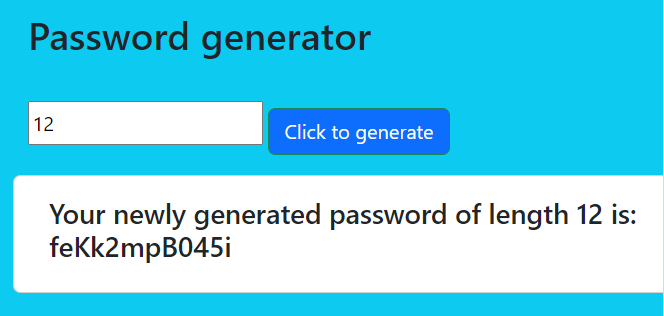 Password generator
12
Click to generate
Your newly generated password of length 12 is:
feKk2mpB045i